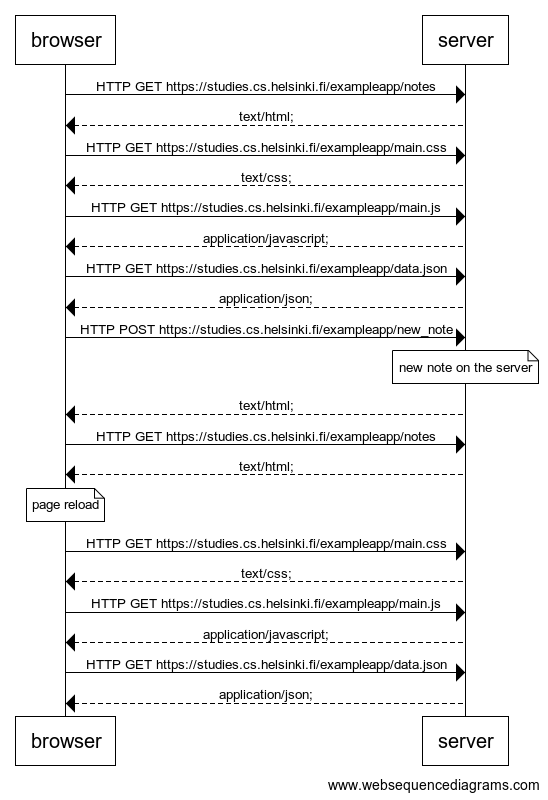 browser server
HTTP GET https://studies.cs.helsinki.fi/exampleapp/notes
text/html;
HTTP GET https://studies.cs.helsinki.fi/exampleapp/main.css
text/css;
HTTP GET https://studies.cs.helsinki.fi/exampleapp/main.js
application/javascript;
HTTP GET https://studies.cs.helsinki.fi/exampleapp/data.json
application/json;
HTTP POST https://studies.cs.helsinki.fi/exampleapp/new_note
new note on the server
text/html;
HTTP GET https://studies.cs.helsinki.fi/exampleapp/notes
text/html;
page reload
HTTP GET https://studies.cs.helsinki.fi/exampleapp/main.css
text/css;
HTTP GET https://studies.cs.helsinki.fi/exampleapp/main.js
application/javascript;
HTTP GET https://studies.cs.helsinki.fi/exampleapp/data.json
application/json;
browser server
www.websequencediagrams.com